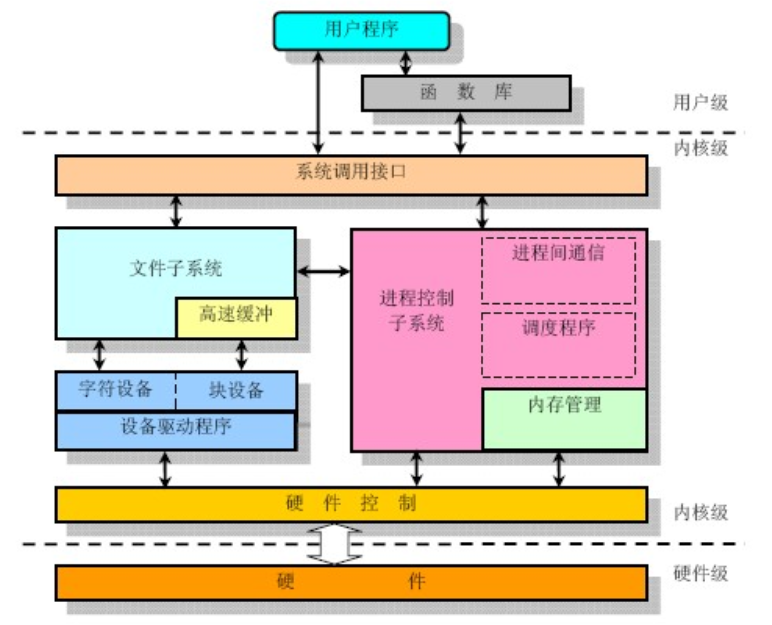 用户程序
函 数 库
用户级
内核级
系统调用接口
文件子系统
高速缓冲
进程控制
子系统
进程间通信
调度程序
内存管理
字符设备
块设备
设备驱动程序
硬 件 控 制
内核级
硬 件
硬件级